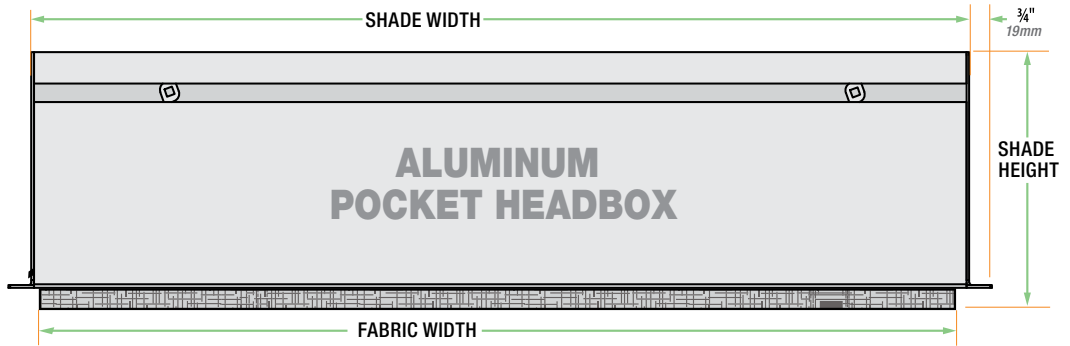 SHADE WIDTH
¾"
19mm
SHADE
HEIGHT
ALUMINUM
POCKET HEADBOX
FABRIC WIDTH